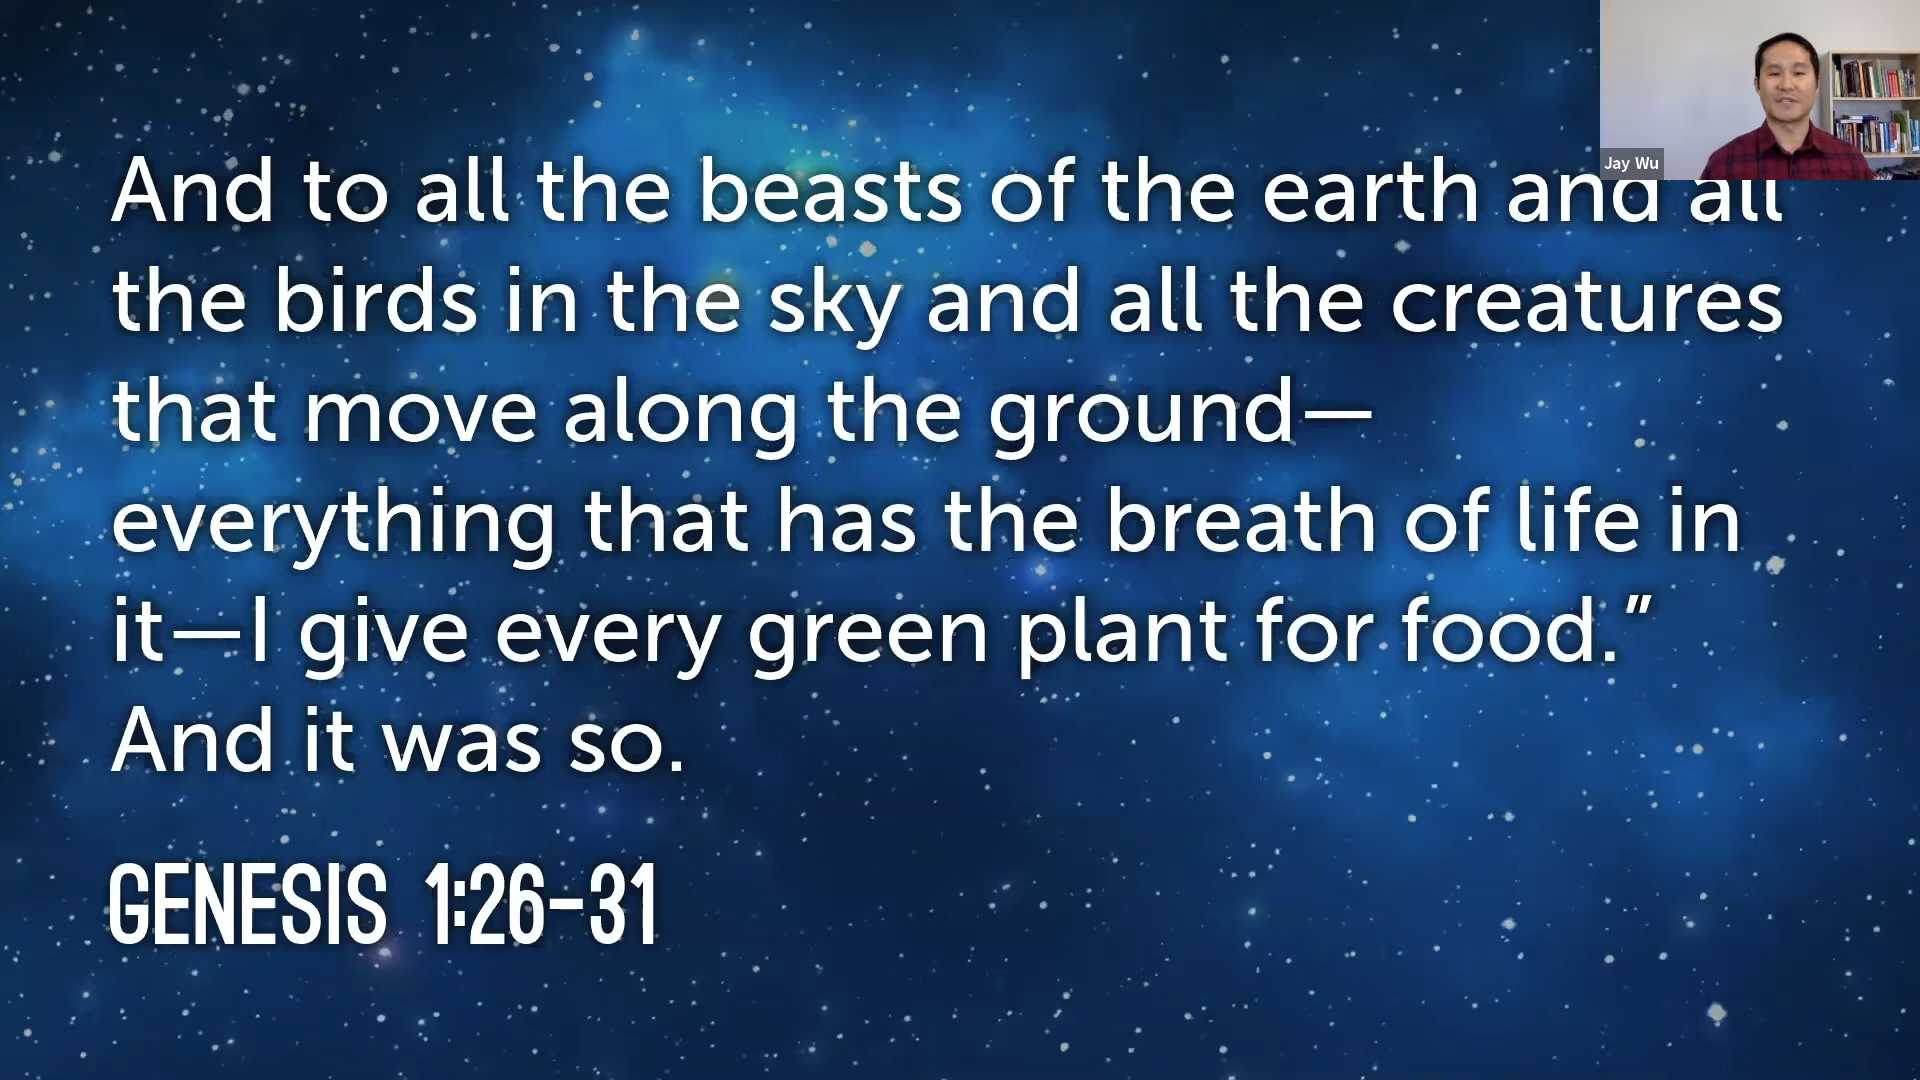 And to all the beasts of the earth and all
the birds in the sky and all the creatures
that move along the ground—
everything that has the breath of life in
it—I give every green plant for food.”
And it was so.
GENESIS 1:26-31
Jay Wu